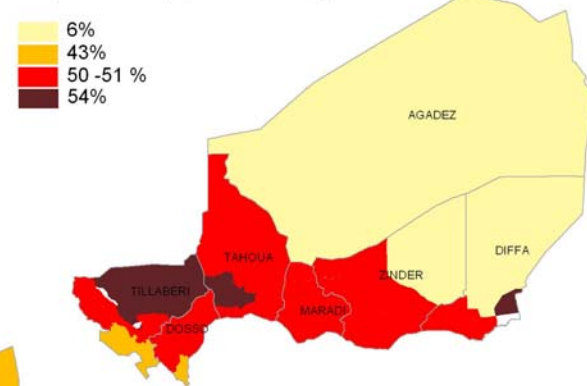 6%
43%
50 -51 %
54%
AGADEZ
DIFFA
TAHOUA
ZINDER
TILLABERI
MARADI
DOSSO